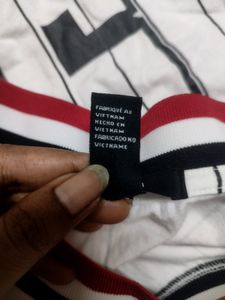 FABRIQUÉ AU
VIETNAM
HECHO EN
VIETNAM
FABRICADO NO
VIETNAME